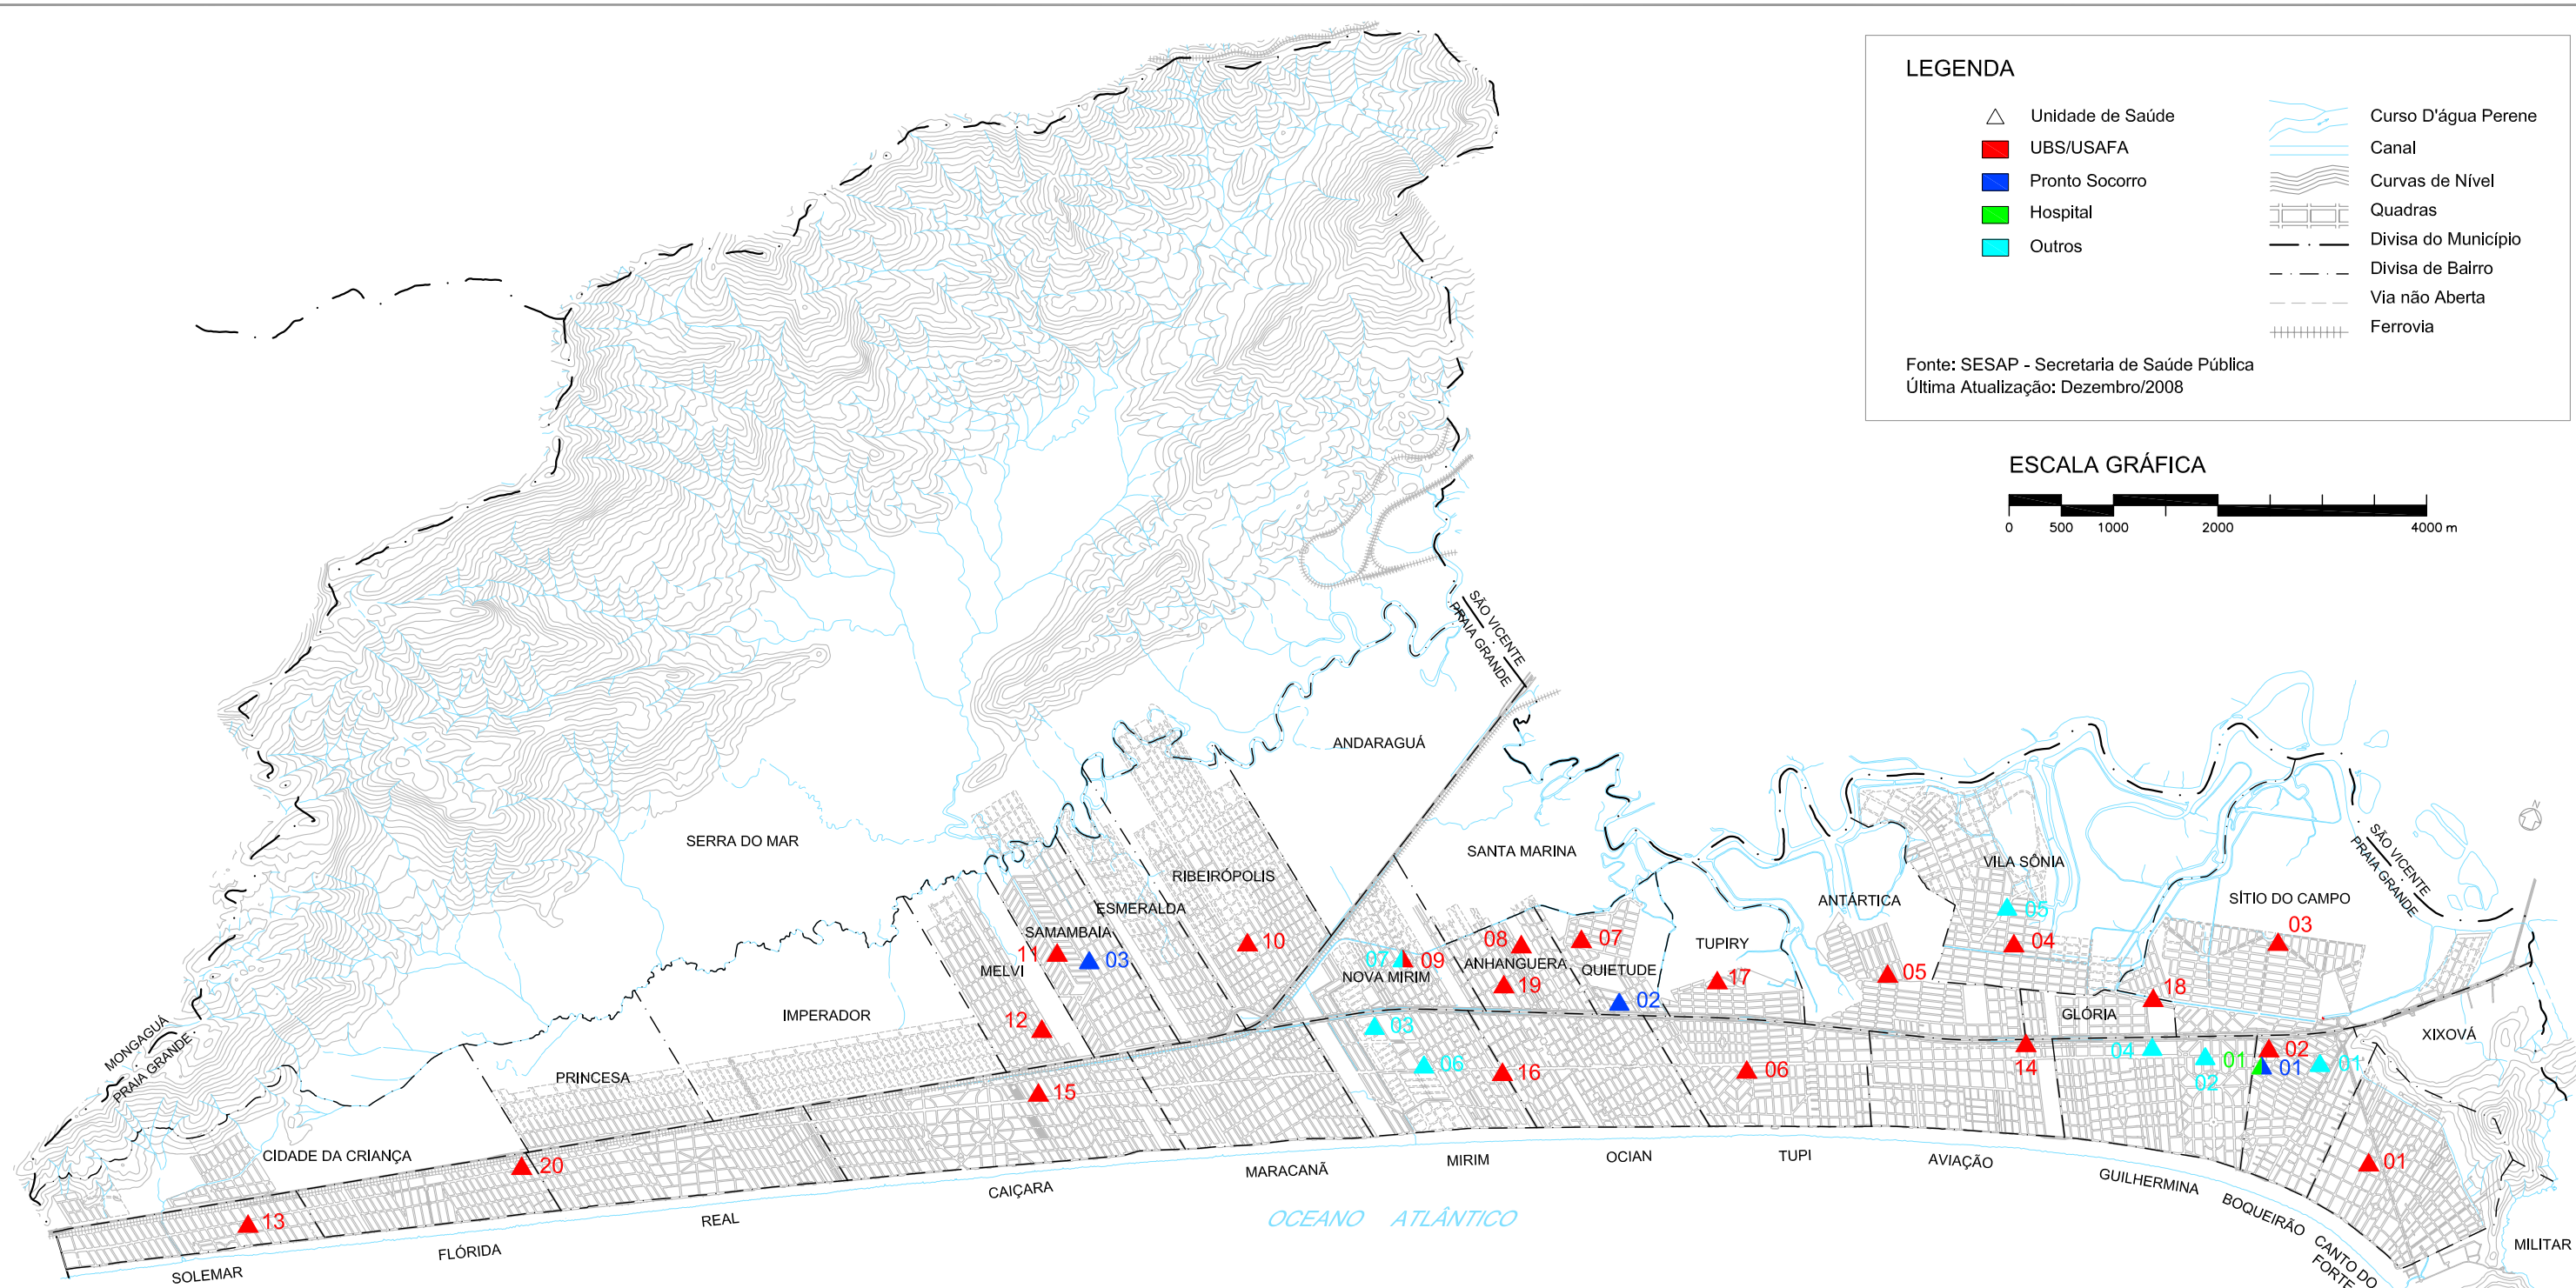 LEGENDA
Unidade de Saúde
UBS/USAFA
Pronto Socorro
Hospital
Outros
Curso D'água Perene
Canal
Curvas de Nível
Quadras
Divisa do Município
Divisa de Bairro
Via não Aberta
Ferrovia
Fonte: SESAP - Secretaria de Saúde Pública
Última Atualização: Dezembro/2008
ESCALA GRÁFICA
0 500 1000 2000 4000 m
SÃO VICENTE
PRAIA GRANDE
ANDARAGUÁ
SERRA DO MAR
SANTA MARINA
RIBEIRÓPOLIS
ESMERALDA
SAMAMBAIA
MELVI
IMPERADOR
PRINCESA
CIDADE DA CRIANÇA
MONGAGUÁ
PRAIA GRANDE
NOVA MIRIM
ANHANGUERA
QUIETUDE
TUPIRY
ANTÁRTICA
VILA SÔNIA
SÍTIO DO CAMPO
SÃO VICENTE
PRAIA GRANDE
GLÓRIA
XIXOVÁ
N
11
03
10
07
09
08
19
07
02
17
05
05
04
03
18
12
15
03
06
16
06
14
04
02
01
02
01
01
01
20
13
SOLEMAR
FLÓRIDA
REAL
CAIÇARA
MARACANÃ
MIRIM
OCIAN
TUPI
AVIAÇÃO
GUILHERMINA
BOQUEIRÃO
CANTO DO
FORTE
MILITAR
OCEANO ATLÂNTICO